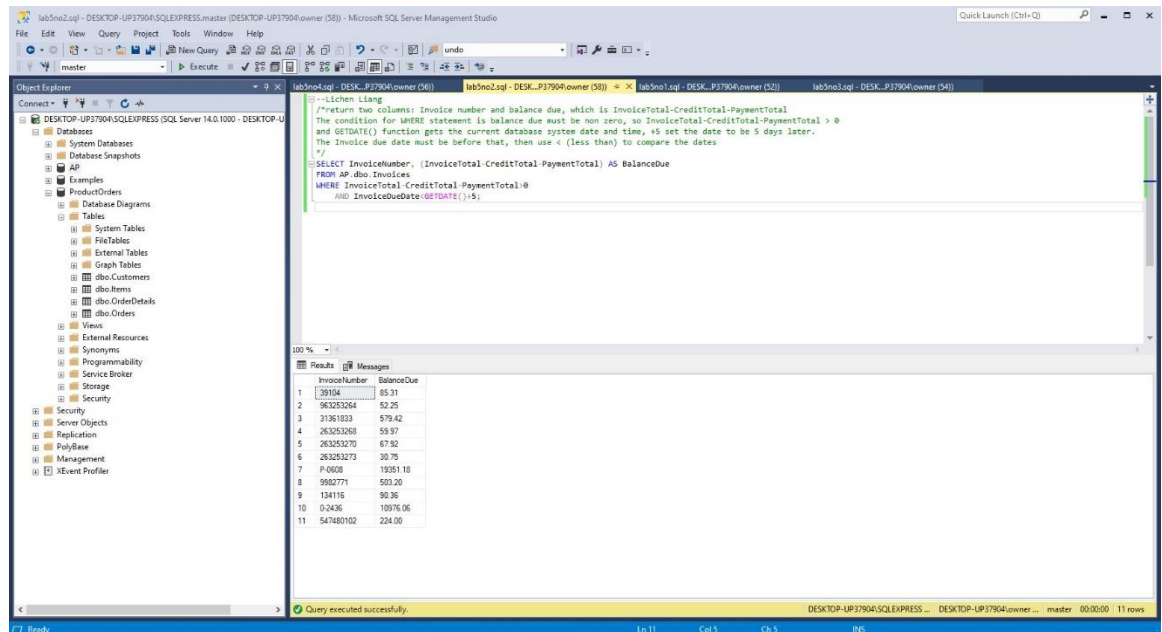 lab5no2.sql - DESKTOP-UP37904\SQLEXPRESS.master (DESKTOP-UP37904\owner (58)) - Microsoft SQL Server Management Studio
Quick Launch (Ctrl+Q)
File Edit View Query Project Tools Window Help
New Query undo
master Execute
Object Explorer
lab5no4.sql - DESK...P37904\owner (56)) lab5no2.sql - DESK...P37904\owner (58)) lab5no1.sql - DESK...P37904\owner (52)) lab5no3.sql - DESK...P37904\owner (54))
Connect
DESKTOP-UP37904\SQLEXPRESS (SQL Server 14.0.1000 - DESKTOP-U
Databases
System Databases
Database Snapshots
AP
Examples
ProductOrders
Database Diagrams
Tables
System Tables
FileTables
External Tables
Graph Tables
dbo.Customers
dbo.Items
dbo.OrderDetails
dbo.Orders
Views
External Resources
Synonyms
Programmability
Service Broker
Storage
Security
Security
Server Objects
Replication
PolyBase
Management
XEvent Profiler
--Lichen Liang
/*return two columns: Invoice number and balance due, which is InvoiceTotal-CreditTotal-PaymentTotal
The condition for WHERE statement is balance due must be non zero, so InvoiceTotal-CreditTotal-PaymentTotal > 0
and GETDATE() function gets the current database system date and time, +5 set the date to be 5 days later.
The Invoice due date must be before that, then use < (less than) to compare the dates
*/
SELECT InvoiceNumber, (InvoiceTotal-CreditTotal-PaymentTotal) AS BalanceDue
FROM AP.dbo.Invoices
WHERE InvoiceTotal-CreditTotal-PaymentTotal>0
AND InvoiceDueDate<GETDATE()+5;
100 %
Results Messages
InvoiceNumber BalanceDue
1 39104 85.31
2 963253264 52.25
3 31361833 579.42
4 263253268 59.97
5 263253270 67.92
6 263253273 30.75
7 P-0608 19351.18
8 9982771 503.20
9 134116 90.36
10 0-2436 10976.06
11 547480102 224.00
Query executed successfully.
DESKTOP-UP37904\SQLEXPRESS ... DESKTOP-UP37904\owner ... master 00:00:00 11 rows
Ready Ln 11 Col 5 Ch 5 INS